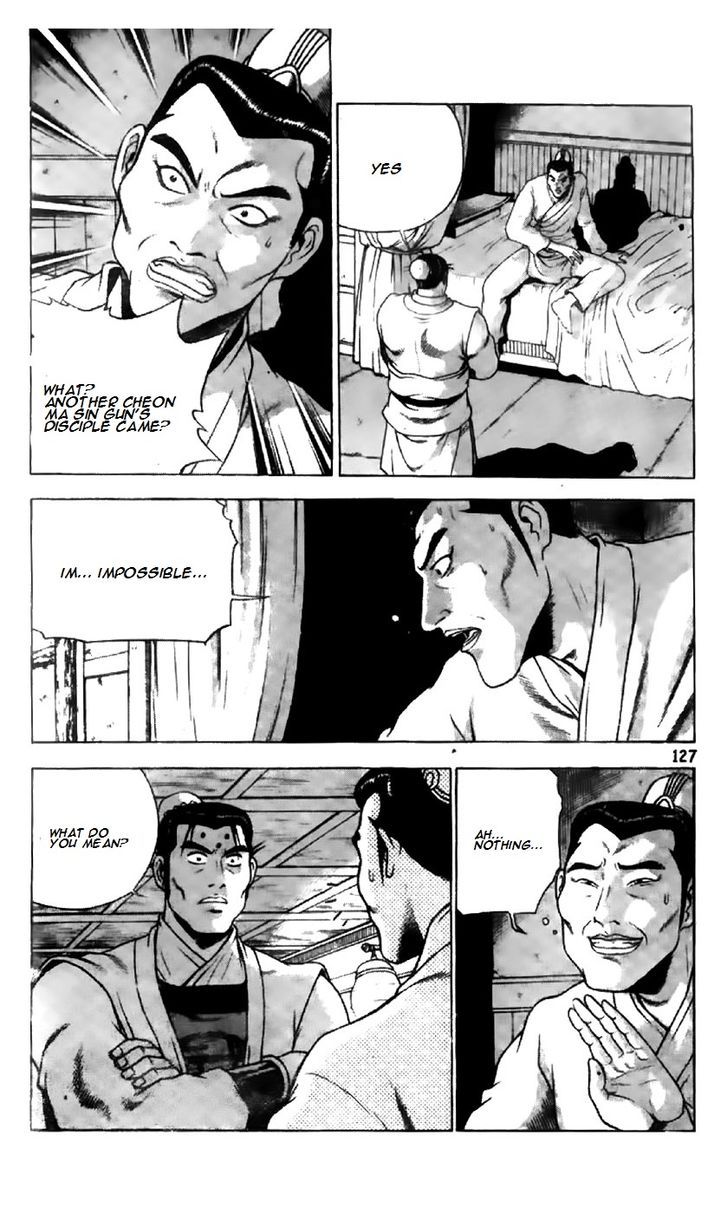 WHAT?
ANOTHER CHEON
MA SIN GUN'S
DISCIPLE CAME?
YES
IM... IMPOSSIBLE...
127
WHAT DO
YOU MEAN?
AH...
NOTHING...